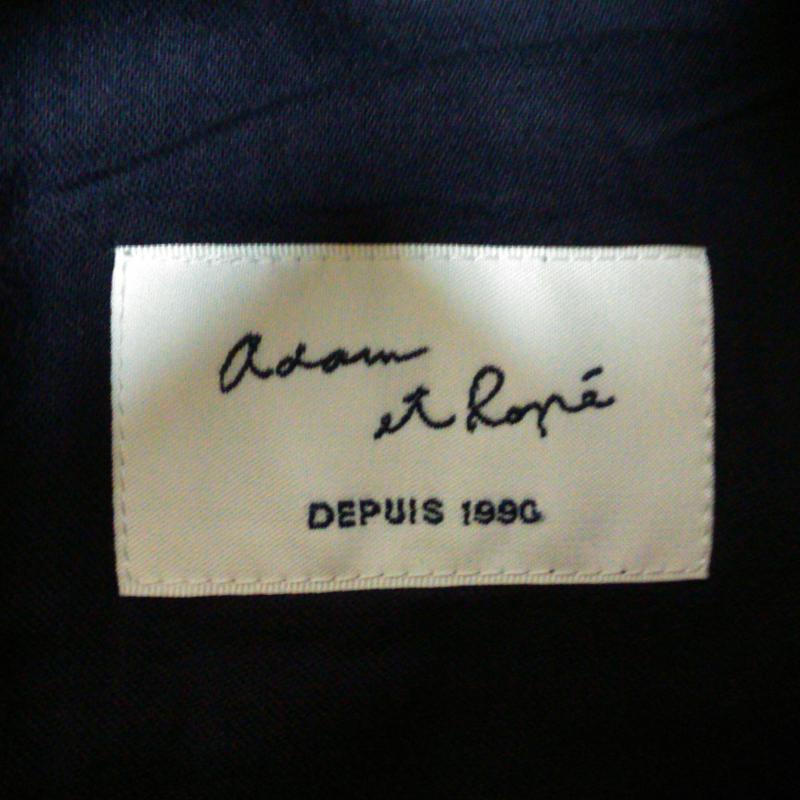 Adam
et Ropé
DEPUIS 1990